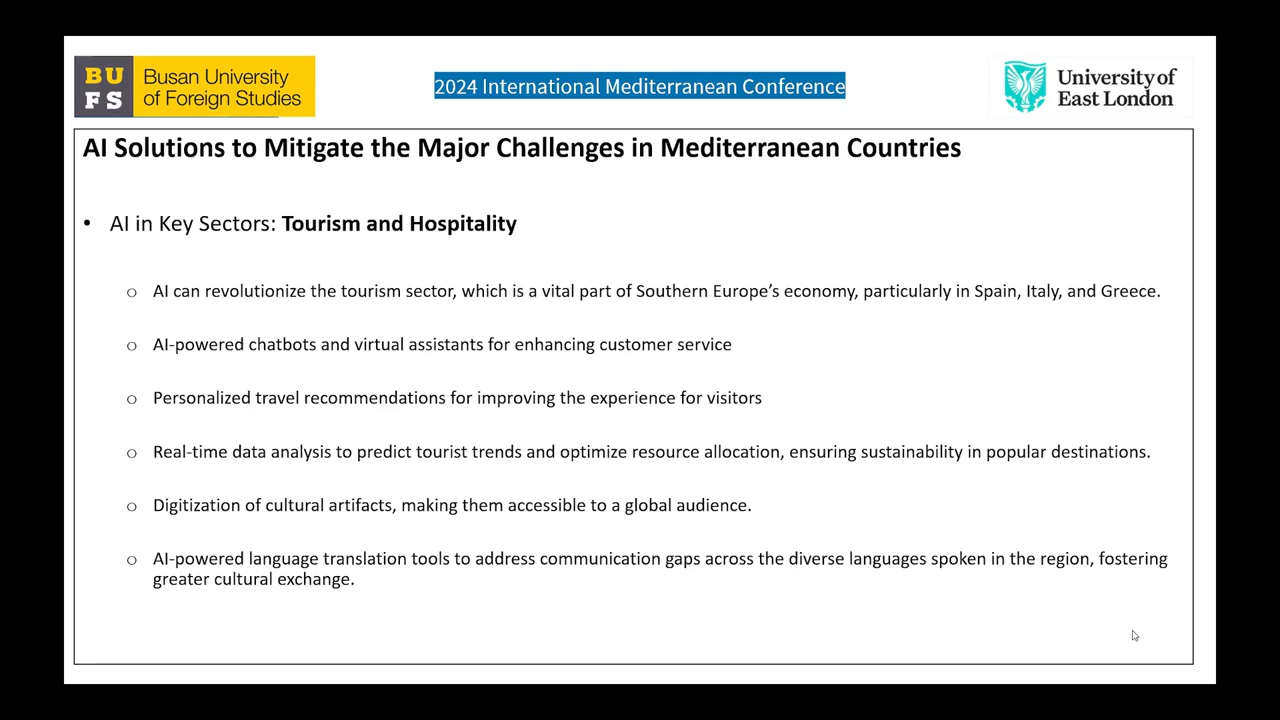 BU
FS
Busan University
of Foreign Studies
2024 International Mediterranean Conference
University of
East London
AI Solutions to Mitigate the Major Challenges in Mediterranean Countries
• AI in Key Sectors: Tourism and Hospitality
○ AI can revolutionize the tourism sector, which is a vital part of Southern Europe’s economy, particularly in Spain, Italy, and Greece.
○ AI-powered chatbots and virtual assistants for enhancing customer service
○ Personalized travel recommendations for improving the experience for visitors
○ Real-time data analysis to predict tourist trends and optimize resource allocation, ensuring sustainability in popular destinations.
○ Digitization of cultural artifacts, making them accessible to a global audience.
○ AI-powered language translation tools to address communication gaps across the diverse languages spoken in the region, fostering
greater cultural exchange.